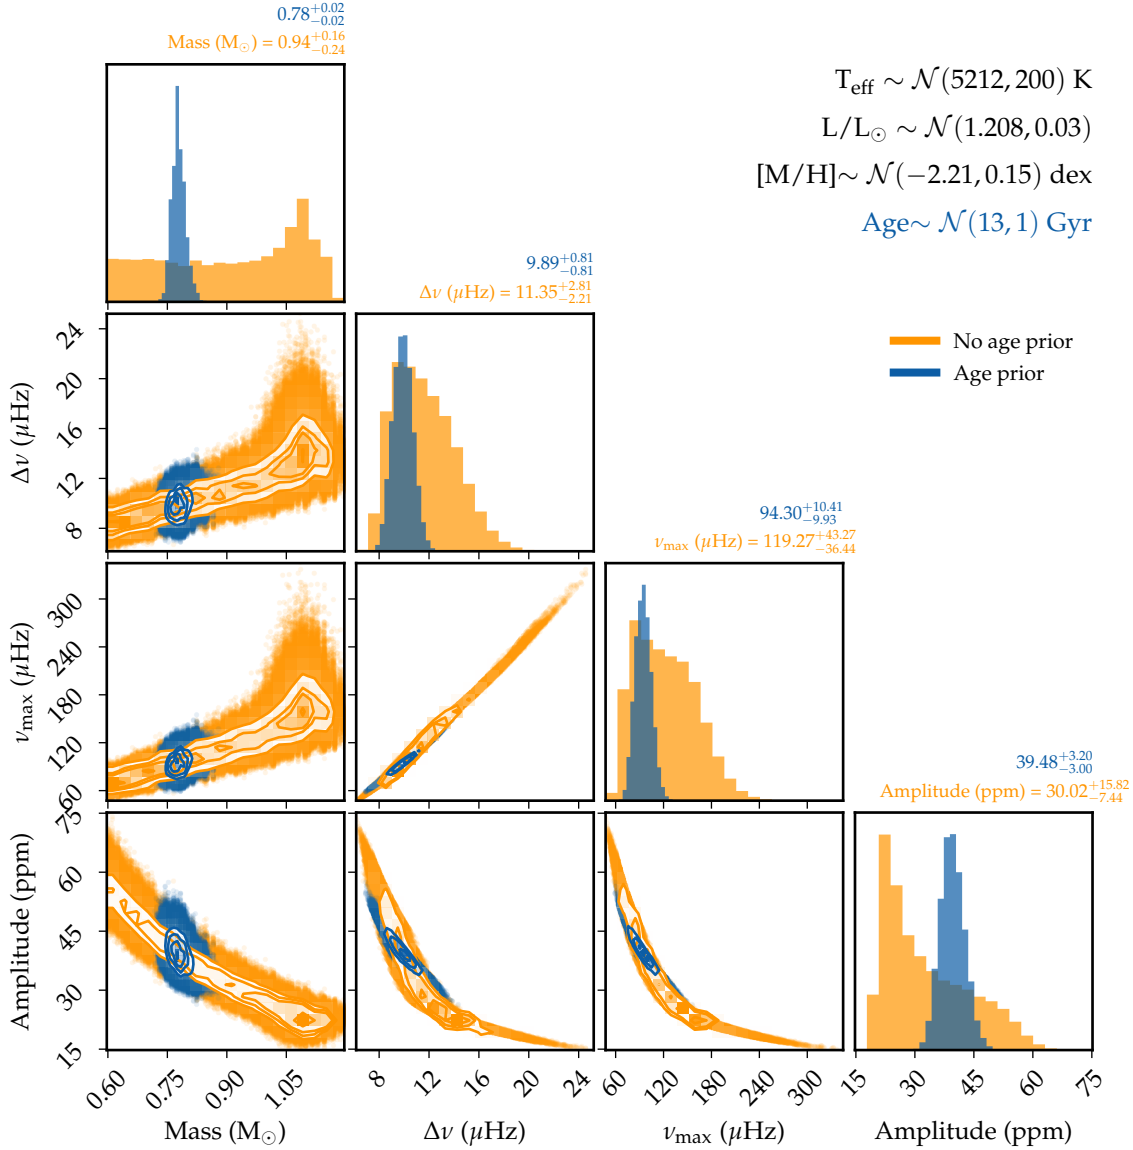 0.78+0.02−0.02
Mass (M☉) = 0.94+0.16−0.24
Teff ∼ 𝒩(5212, 200) K
L/L☉ ∼ 𝒩(1.208, 0.03)
[M/H]∼ 𝒩(−2.21, 0.15) dex
Age∼ 𝒩(13, 1) Gyr
9.89+0.81−0.81
Δν (μHz) = 11.35+2.81−2.21
No age prior
Age prior
24
20
16
12
8
Δν (μHz)
94.30+10.41−9.93
νmax (μHz) = 119.27+43.27−36.44
300
240
180
120
60
νmax (μHz)
39.48+3.20−3.00
Amplitude (ppm) = 30.02+15.82−7.44
75
60
45
30
15
Amplitude (ppm)
0.60 0.75 0.90 1.05
8 12 16 20 24
60 120 180 240 300
15 30 45 60 75
Mass (M☉)
Δν (μHz)
νmax (μHz)
Amplitude (ppm)